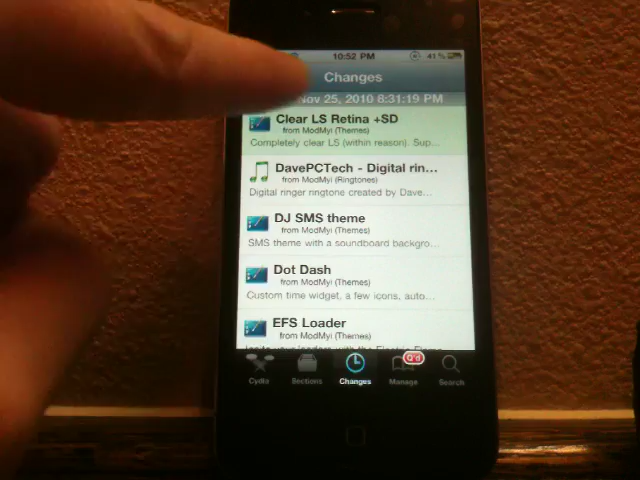 10:52 PM 41%
Changes
Nov 25, 2010 8:31:19 PM
Clear LS Retina +SD
from ModMyi (Themes)
Completely clear LS (within reason). Sup...
DavePCTech - Digital rin...
from ModMyi (Ringtones)
Digital ringer ringtone created by Dave...
DJ SMS theme
from ModMyi (Themes)
SMS theme with a soundboard backgro...
Dot Dash
from ModMyi (Themes)
Custom time widget, a few icons, auto...
EFS Loader
from ModMyi (Themes)
with the Electric
Cydia Sections Changes Manage Search
Q'd